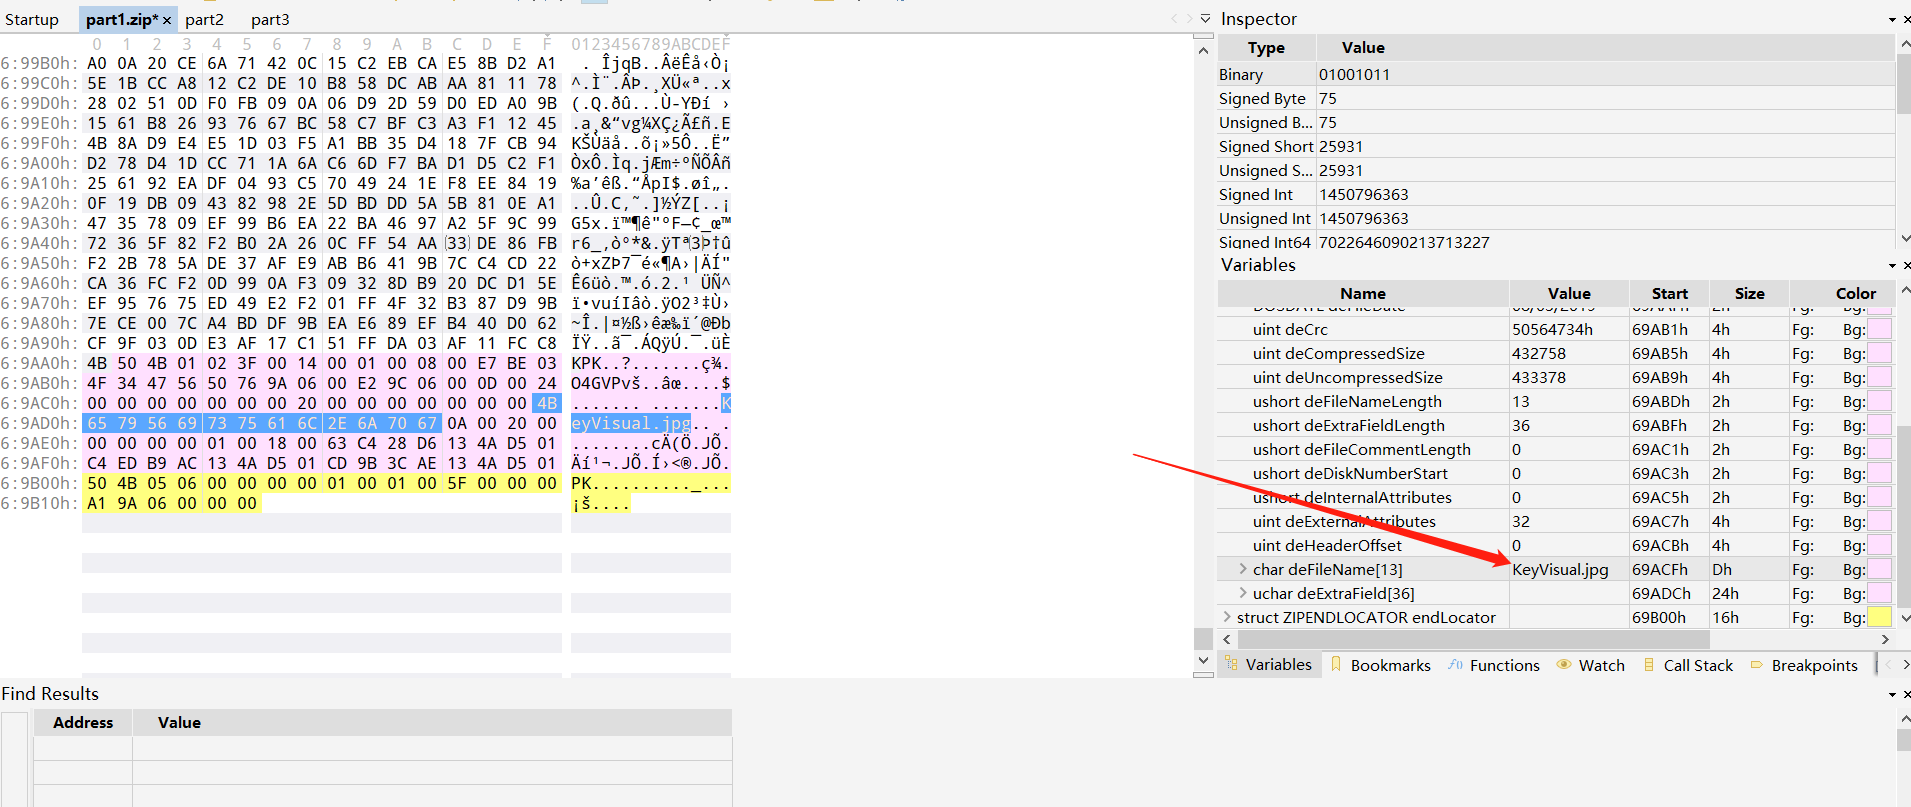 Startup part1.zip* × part2 part3
0 1 2 3 4 5 6 7 8 9 A B C D E F 0123456789ABCDEF
6:99B0h: A0 0A 20 CE 6A 71 42 0C 15 C2 EB CA E5 8B D2 A1 . ÎjqB..ÂëÊå‹Ò¡
6:99C0h: 5E 1B CC A8 12 C2 DE 10 B8 58 DC AB AA 81 11 78 ^.Ì¨.ÂÞ.¸XÜ«ª..x
6:99D0h: 28 02 51 0D F0 FB 09 0A 06 D9 2D 59 D0 ED A0 9B (.Q.ðû...Ù-YÐí ›
6:99E0h: 15 61 B8 26 93 76 67 BC 58 C7 BF C3 A3 F1 12 45 .a¸&“vg¼XÇ¿Ã£ñ.E
6:99F0h: 4B 8A D9 E4 E5 1D 03 F5 A1 BB 35 D4 18 7F CB 94 KŠÙäå..õ¡»5Ô..Ë”
6:9A00h: D2 78 D4 1D CC 71 1A 6A C6 6D F7 BA D1 D5 C2 F1 ÒxÔ.Ìq.jÆm÷ºÑÕÂñ
6:9A10h: 25 61 92 EA DF 04 93 C5 70 49 24 1E F8 EE 84 19 %a’êß.“ÅpI$.øî„.
6:9A20h: 0F 19 DB 09 43 82 98 2E 5D BD DD 5A 5B 81 0E A1 ..Û.C‚˜.]½ÝZ[..¡
6:9A30h: 47 35 78 09 EF 99 B6 EA 22 BA 46 97 A2 5F 9C 99 G5x.ï™¶ê"ºF—¢_œ™
6:9A40h: 72 36 5F 82 F2 B0 2A 26 0C FF 54 AA 33 DE 86 FB r6_‚ò°*&.ÿTª3Þ†û
6:9A50h: F2 2B 78 5A DE 37 AF E9 AB B6 41 9B 7C C4 CD 22 ò+xZÞ7¯é«¶A›|ÄÍ"
6:9A60h: CA 36 FC F2 0D 99 0A F3 09 32 8D B9 20 DC D1 5E Ê6üò.™.ó.2.¹ ÜÑ^
6:9A70h: EF 95 76 75 ED 49 E2 F2 01 FF 4F 32 B3 87 D9 9B ï•vuíIâò.ÿO2³‡Ù›
6:9A80h: 7E CE 00 7C A4 BD DF 9B EA E6 89 EF B4 40 D0 62 ~Î.|¤½ß›êæ‰ï´@Ðb
6:9A90h: CF 9F 03 0D E3 AF 17 C1 51 FF DA 03 AF 11 FC C8 ÏŸ..ã¯.ÁQÿÚ.¯.üÈ
6:9AA0h: 4B 50 4B 01 02 3F 00 14 00 01 00 08 00 E7 BE 03 KPK..?.......ç¾.
6:9AB0h: 4F 34 47 56 50 76 9A 06 00 E2 9C 06 00 0D 00 24 O4GVPvš..âœ....$
6:9AC0h: 00 00 00 00 00 00 00 20 00 00 00 00 00 00 00 4B ...............K
6:9AD0h: 65 79 56 69 73 75 61 6C 2E 6A 70 67 0A 00 20 00 eyVisual.jpg.. .
6:9AE0h: 00 00 00 00 01 00 18 00 63 C4 28 D6 13 4A D5 01 ........cÄ(Ö.JÕ.
6:9AF0h: C4 ED B9 AC 13 4A D5 01 CD 9B 3C AE 13 4A D5 01 Äí¹¬.JÕ.Í›<®.JÕ.
6:9B00h: 50 4B 05 06 00 00 00 00 01 00 01 00 5F 00 00 00 PK.........._...
6:9B10h: A1 9A 06 00 00 00 ¡š....
Inspector
Type Value
Binary 01001011
Signed Byte 75
Unsigned B... 75
Signed Short 25931
Unsigned S... 25931
Signed Int 1450796363
Unsigned Int 1450796363
Signed Int64 7022646090213713227
Variables
Name Value Start Size Color
uint deCrc 50564734h 69AB1h 4h Fg: Bg:
uint deCompressedSize 432758 69AB5h 4h Fg: Bg:
uint deUncompressedSize 433378 69AB9h 4h Fg: Bg:
ushort deFileNameLength 13 69ABDh 2h Fg: Bg:
ushort deExtraFieldLength 36 69ABFh 2h Fg: Bg:
ushort deFileCommentLength 0 69AC1h 2h Fg: Bg:
ushort deDiskNumberStart 0 69AC3h 2h Fg: Bg:
ushort deInternalAttributes 0 69AC5h 2h Fg: Bg:
uint deExternalAttributes 32 69AC7h 4h Fg: Bg:
uint deHeaderOffset 0 69ACBh 4h Fg: Bg:
char deFileName[13] KeyVisual.jpg 69ACFh Dh Fg: Bg:
uchar deExtraField[36] 69ADCh 24h Fg: Bg:
struct ZIPENDLOCATOR endLocator 69B00h 16h Fg: Bg:
Variables Bookmarks Functions Watch Call Stack Breakpoints
Find Results
Address Value